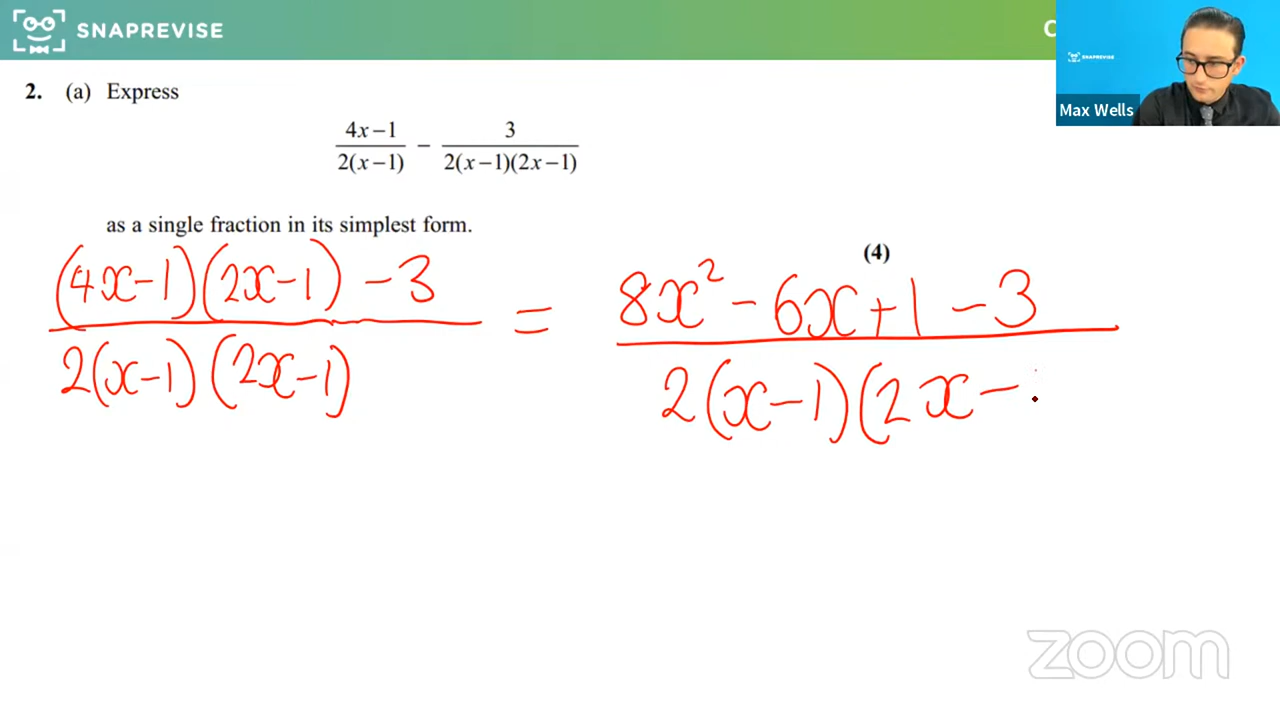 SNAPREVISE
2. (a) Express
4x – 1 / 2(x – 1) – 3 / 2(x – 1)(2x – 1)
as a single fraction in its simplest form.
(4)
(4x – 1)(2x – 1) – 3 / 2(x – 1)(2x – 1) = 8x² – 6x + 1 – 3 / 2(x – 1)(2x –
SNAPREVISE
Max Wells
zoom